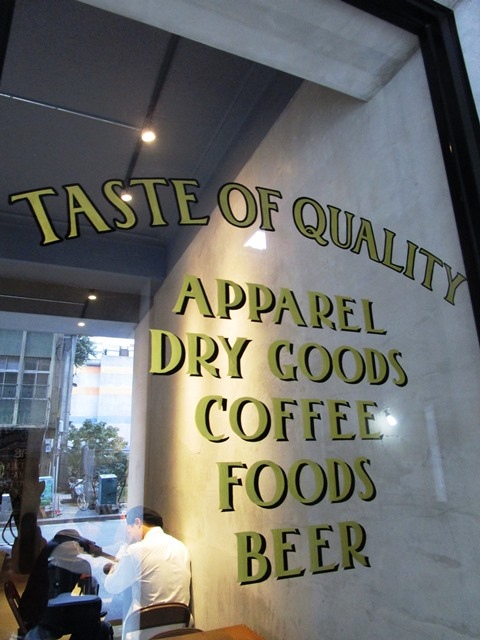 TASTE OF QUALITY
APPAREL
DRY GOODS
COFFEE
FOODS
BEER